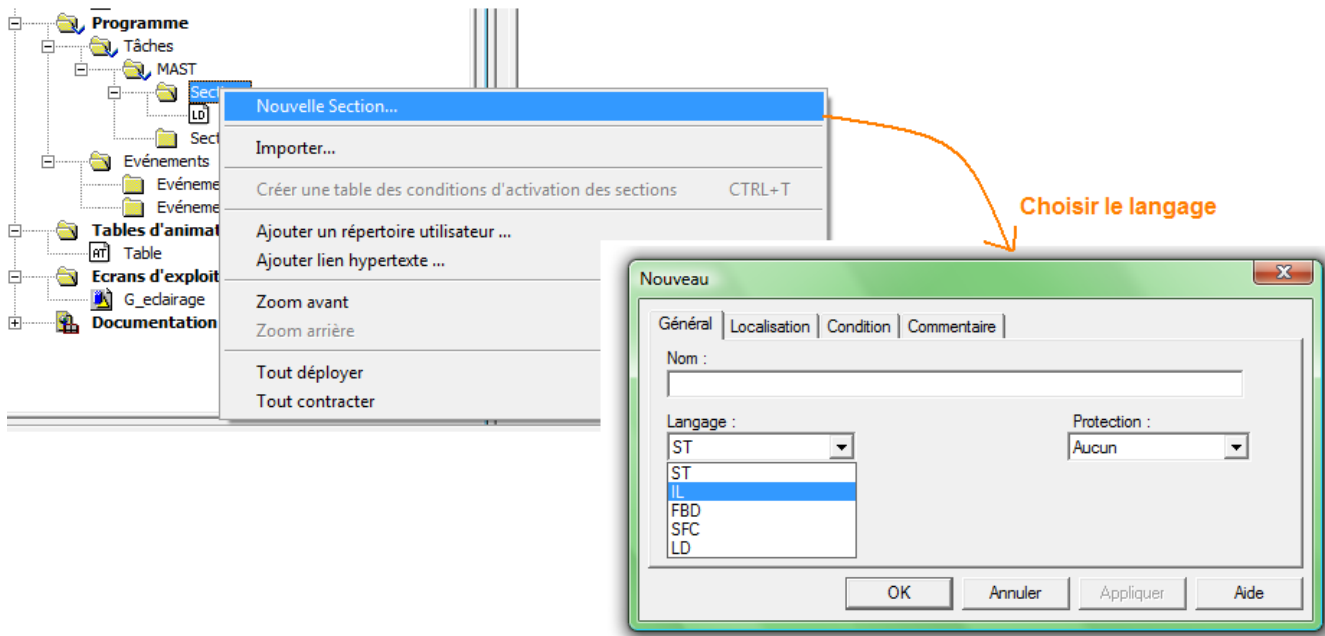 Programme
Tâches
MAST
Secti
LD
Sect
Evénements
Evéneme
Evéneme
Tables d'animat
AT Table
Ecrans d'exploit
G_eclairage
Documentation
Nouvelle Section...
Importer...
Créer une table des conditions d'activation des sections CTRL+T
Ajouter un répertoire utilisateur ...
Ajouter lien hypertexte ...
Zoom avant
Zoom arrière
Tout déployer
Tout contracter
Choisir le langage
Nouveau
Général Localisation Condition Commentaire
Nom :
Langage : Protection :
ST Aucun
ST
IL
FBD
SFC
LD
OK Annuler Appliquer Aide